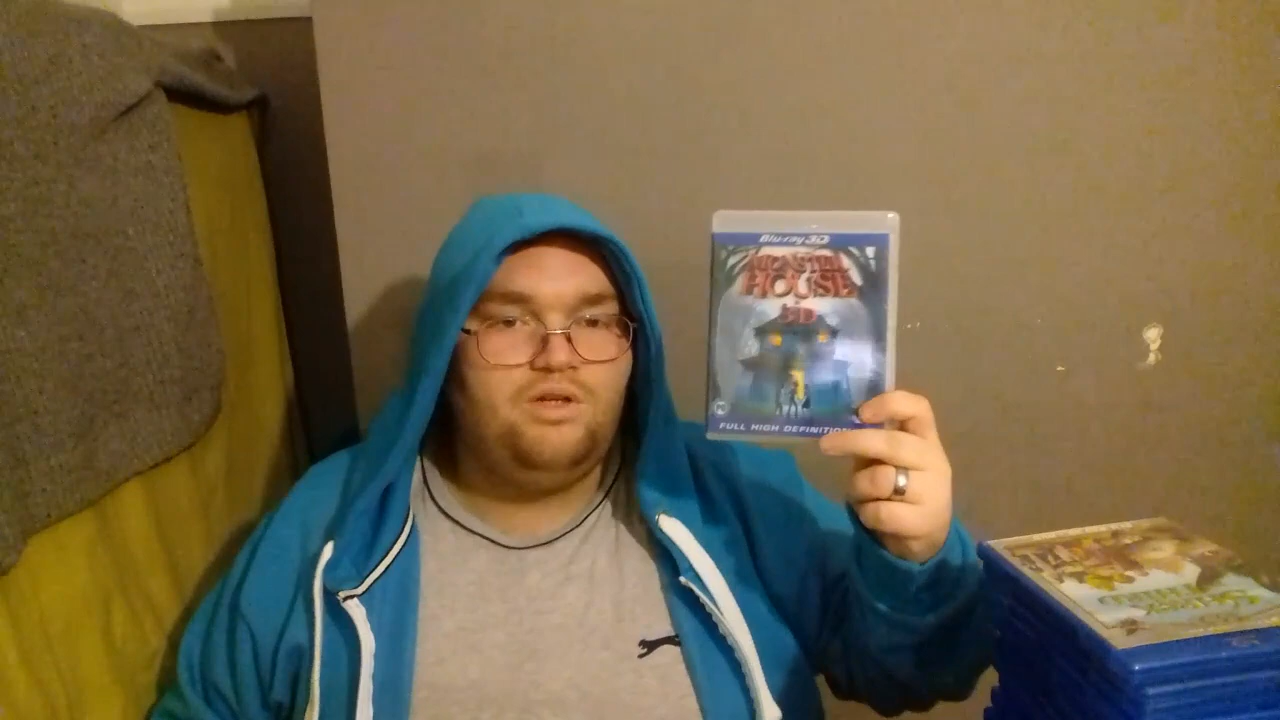 Blu-ray 3D
MONSTER
HOUSE
3D
FULL HIGH DEFINITION